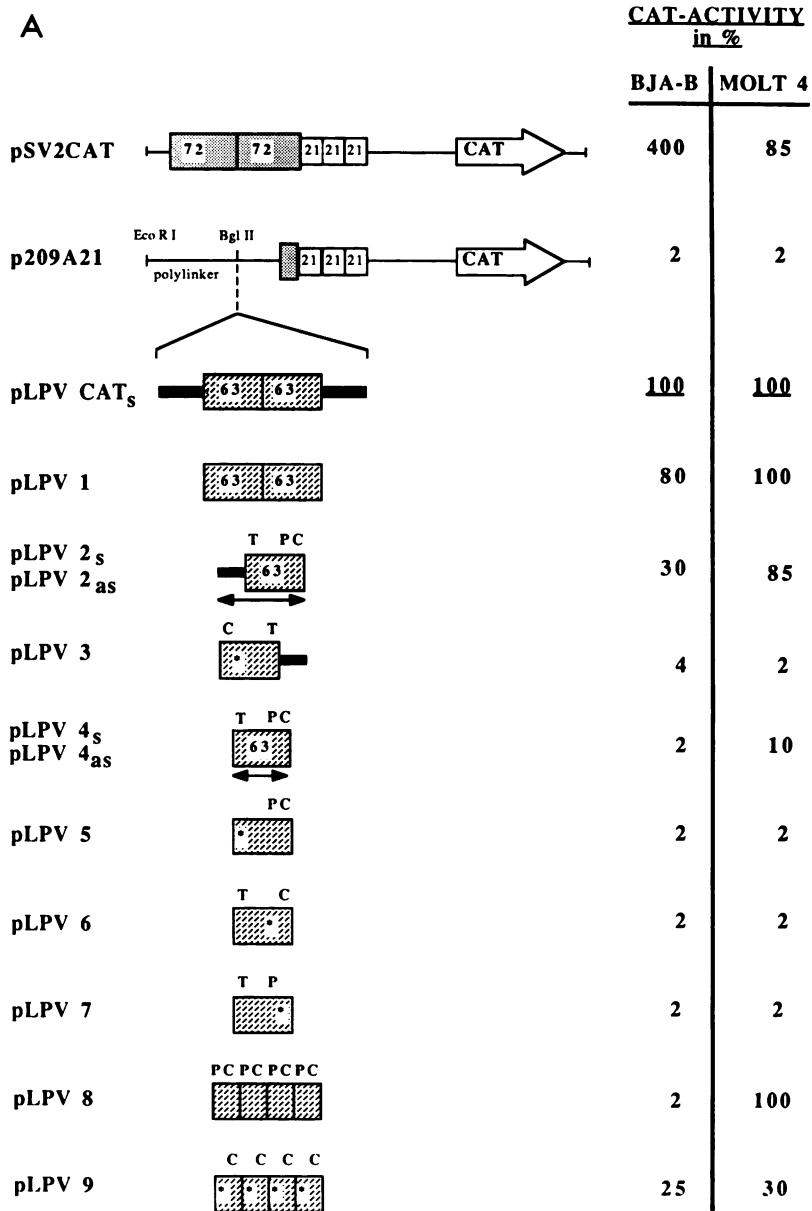 A
CAT-ACTIVITY
in %
BJA-B MOLT 4
pSV2CAT 72 72 21 21 21 CAT 400 85
Eco R I Bgl II
p209A21 21 21 21 CAT 2 2
polylinker
pLPV CATs 63 63 100 100
pLPV 1 63 63 80 100
T PC
pLPV 2s
pLPV 2as 63 30 85
C T
pLPV 3 * 4 2
T PC
pLPV 4s
pLPV 4as 63 2 10
PC
pLPV 5 * 2 2
T C
pLPV 6 * 2 2
T P
pLPV 7 * 2 2
PC PC PC PC
pLPV 8 2 100
C C C C
pLPV 9 * * * * 25 30